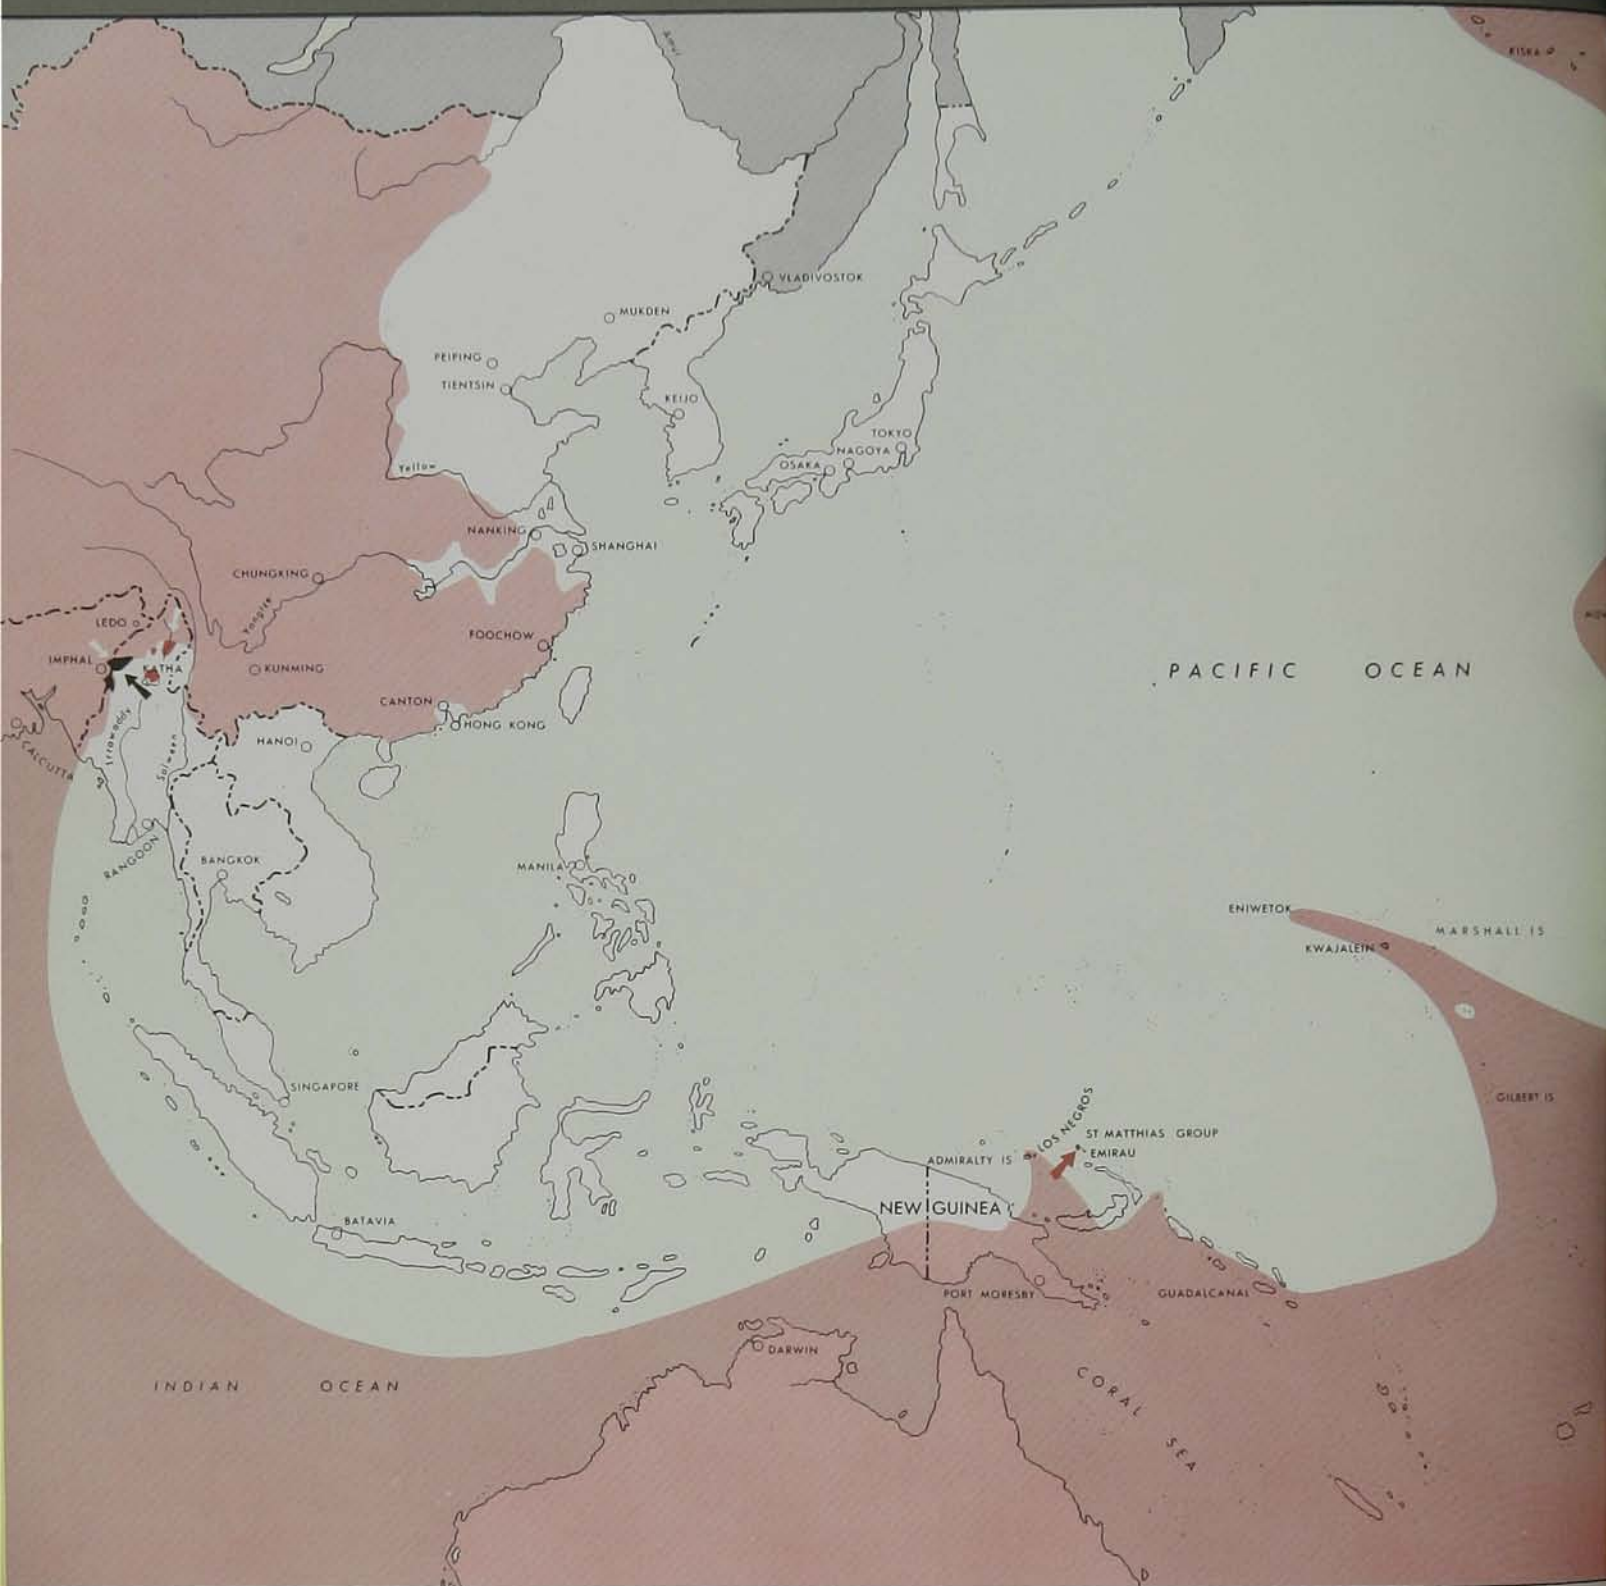 Amur
KISKA
VLADIVOSTOK
MUKDEN
PEIPING
TIENTSIN
KEIJO
TOKYO
NAGOYA
OSAKA
Yellow
NANKING
SHANGHAI
CHUNGKING
Yangtze
LEDO
FOOCHOW
IMPHAL
KATHA
KUNMING
PACIFIC OCEAN
CANTON
HONG KONG
Irrawaddy
Salween
HANOI
CALCUTTA
RANGOON
BANGKOK
MANILA
ENIWETOK
MARSHALL IS
KWAJALEIN
SINGAPORE
GILBERT IS
LOS NEGROS
ST MATTHIAS GROUP
EMIRAU
ADMIRALTY IS
NEW GUINEA
BATAVIA
PORT MORESBY
GUADALCANAL
DARWIN
INDIAN OCEAN
CORAL SEA